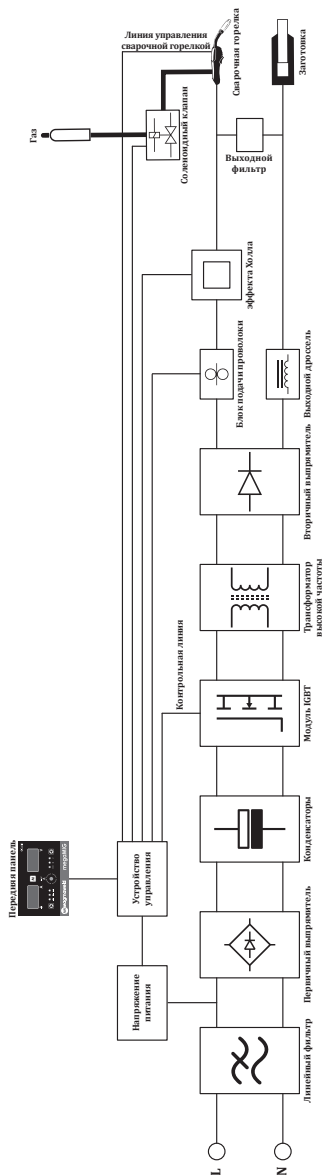 Передняя панель
magmaweld
megaMIG
Газ
Линия управления
сварочной горелкой
Соленоидный клапан
Сварочная горелка
Заготовка
Выходной
фильтр
эффекта Холла
Блок подачи проволоки
Выходной дроссель
Вторичный выпрямитель
Трансформатор
высокой частоты
Контрольная линия
Модуль IGBT
Конденсаторы
Устройство
управления
Первичный выпрямитель
Напряжение
питания
Линейный фильтр
L
N